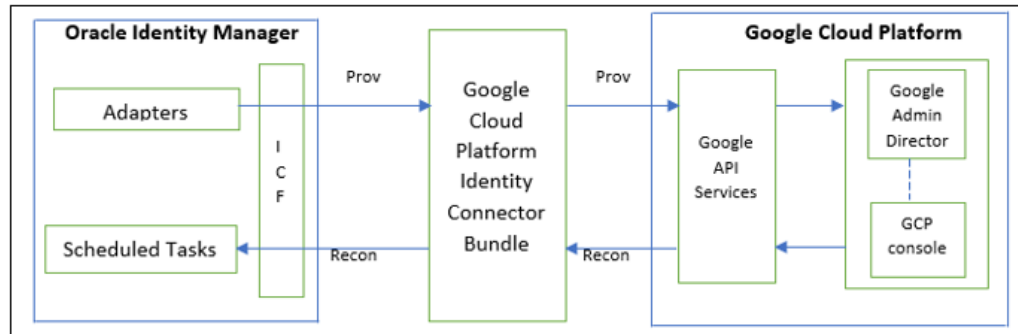 Oracle Identity Manager
Adapters
I
C
F
Scheduled Tasks
Prov
Recon
Google
Cloud
Platform
Identity
Connector
Bundle
Prov
Recon
Google Cloud Platform
Google
API
Services
Google
Admin
Director
GCP
console